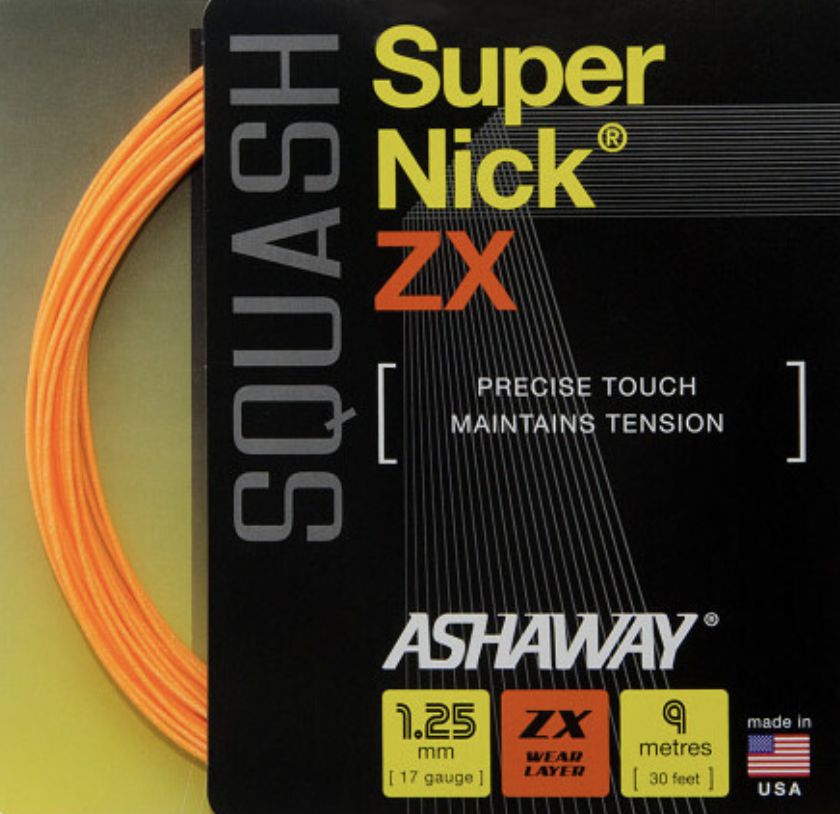 SQUASH
Super
Nick®
ZX
PRECISE TOUCH
MAINTAINS TENSION
ASHAWAY®
1.25
mm
[ 17 gauge ]
ZX
WEAR
LAYER
9
metres
[ 30 feet ]
made in
USA